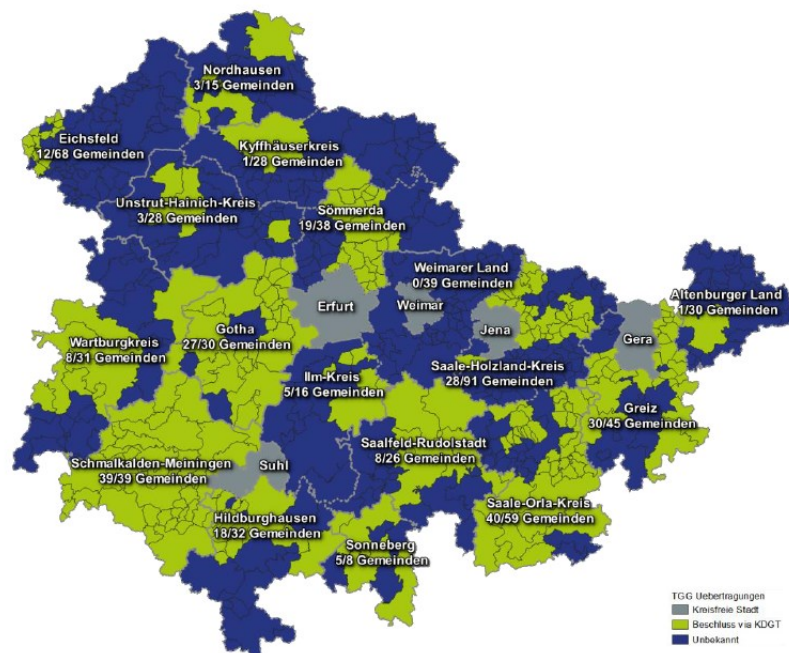 Nordhausen
3/15 Gemeinden
Eichsfeld
12/68 Gemeinden
Kyffhäuserkreis
1/28 Gemeinden
Unstrut-Hainich-Kreis
3/28 Gemeinden
Sömmerda
19/38 Gemeinden
Weimarer Land
0/39 Gemeinden
Altenburger Land
1/30 Gemeinden
Erfurt
Weimar
Jena
Gera
Wartburgkreis
8/31 Gemeinden
Gotha
27/30 Gemeinden
Ilm-Kreis
5/16 Gemeinden
Saale-Holzland-Kreis
28/91 Gemeinden
Greiz
30/45 Gemeinden
Saalfeld-Rudolstadt
8/26 Gemeinden
Schmalkalden-Meiningen
39/39 Gemeinden
Suhl
Hildburghausen
18/32 Gemeinden
Saale-Orla-Kreis
40/59 Gemeinden
Sonneberg
5/8 Gemeinden
TGG Uebertragungen
Kreisfreie Stadt
Beschluss via KDGT
Unbekannt